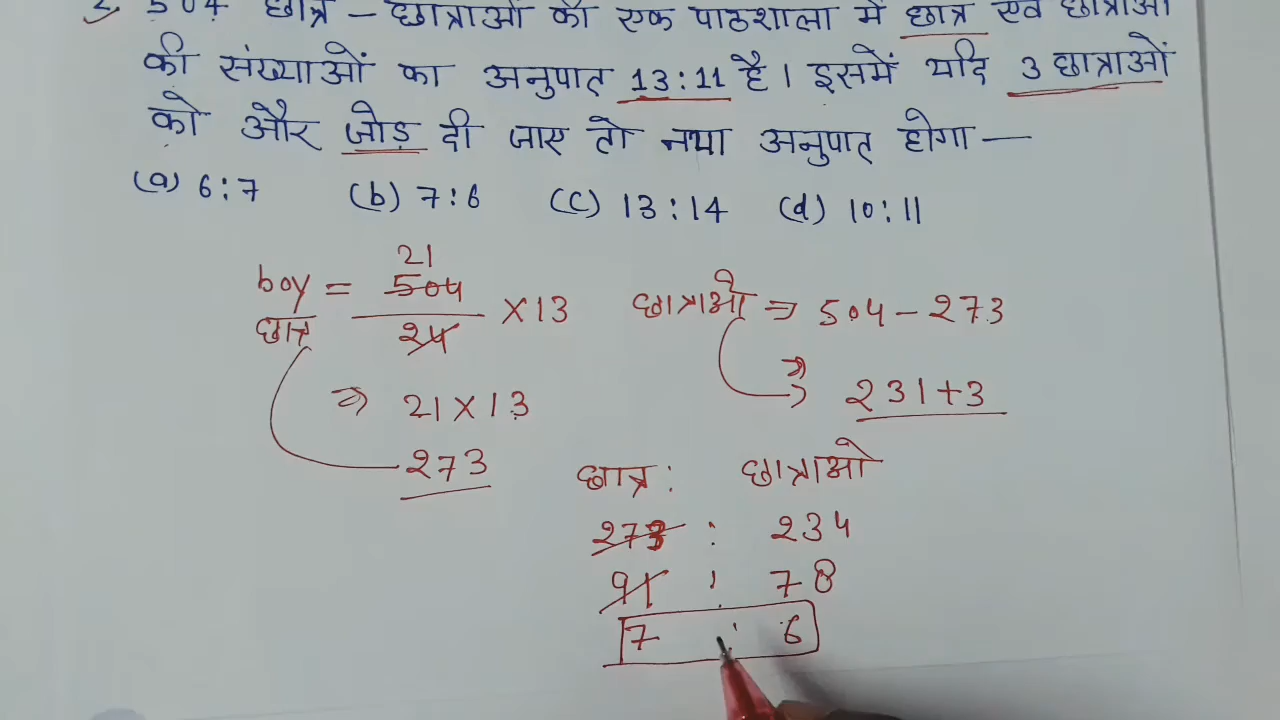 2. 504 छात्र – छात्राओं की एक पाठशाला में छात्र एवं छात्राओं
की संख्याओं का अनुपात 13:11 है। इसमें यदि 3 छात्राओं
को और जोड़ दी जाए तो नया अनुपात होगा —
(a) 6:7 (b) 7:6 (c) 13:14 (d) 10:11
boy छात्र = 504/24 21 × 13
छात्राओ ⇒ 504 – 273
⇒ 21 × 13
⇒ 231+3
273
छात्र : छात्राओ
273 : 234
91 : 78
7 : 6